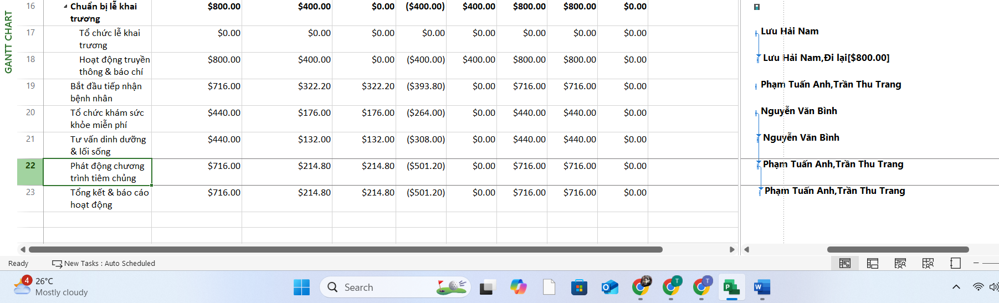 GANTT CHART
16 Chuẩn bị lễ khai $800.00 $400.00 $0.00 ($400.00) $400.00 $800.00 $800.00 $0.00
trương
17 Tổ chức lễ khai $0.00 $0.00 $0.00 $0.00 $0.00 $0.00 $0.00 $0.00 Lưu Hải Nam
trương
18 Hoạt động truyền $800.00 $400.00 $0.00 ($400.00) $400.00 $800.00 $800.00 $0.00 Lưu Hải Nam,Đi lại[$800.00]
thông & báo chí
19 Bắt đầu tiếp nhận $716.00 $322.20 $322.20 ($393.80) $0.00 $716.00 $716.00 $0.00 Phạm Tuấn Anh,Trần Thu Trang
bệnh nhân
20 Tổ chức khám sức $440.00 $176.00 $176.00 ($264.00) $0.00 $440.00 $440.00 $0.00 Nguyễn Văn Bình
khỏe miễn phí
21 Tư vấn dinh dưỡng $440.00 $132.00 $132.00 ($308.00) $0.00 $440.00 $440.00 $0.00 Nguyễn Văn Bình
& lối sống
22 Phát động chương $716.00 $214.80 $214.80 ($501.20) $0.00 $716.00 $716.00 $0.00 Phạm Tuấn Anh,Trần Thu Trang
trình tiêm chủng
23 Tổng kết & báo cáo $716.00 $214.80 $214.80 ($501.20) $0.00 $716.00 $716.00 $0.00 Phạm Tuấn Anh,Trần Thu Trang
hoạt động
Ready New Tasks : Auto Scheduled
4 26°C
Mostly cloudy
Search